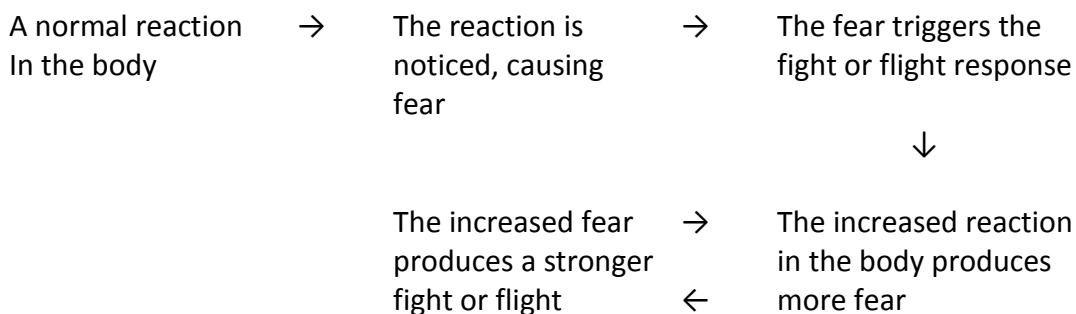 A normal reaction → The reaction is → The fear triggers the
In the body noticed, causing fight or flight response
fear
↓
The increased fear → The increased reaction
produces a stronger in the body produces
fight or flight ← more fear